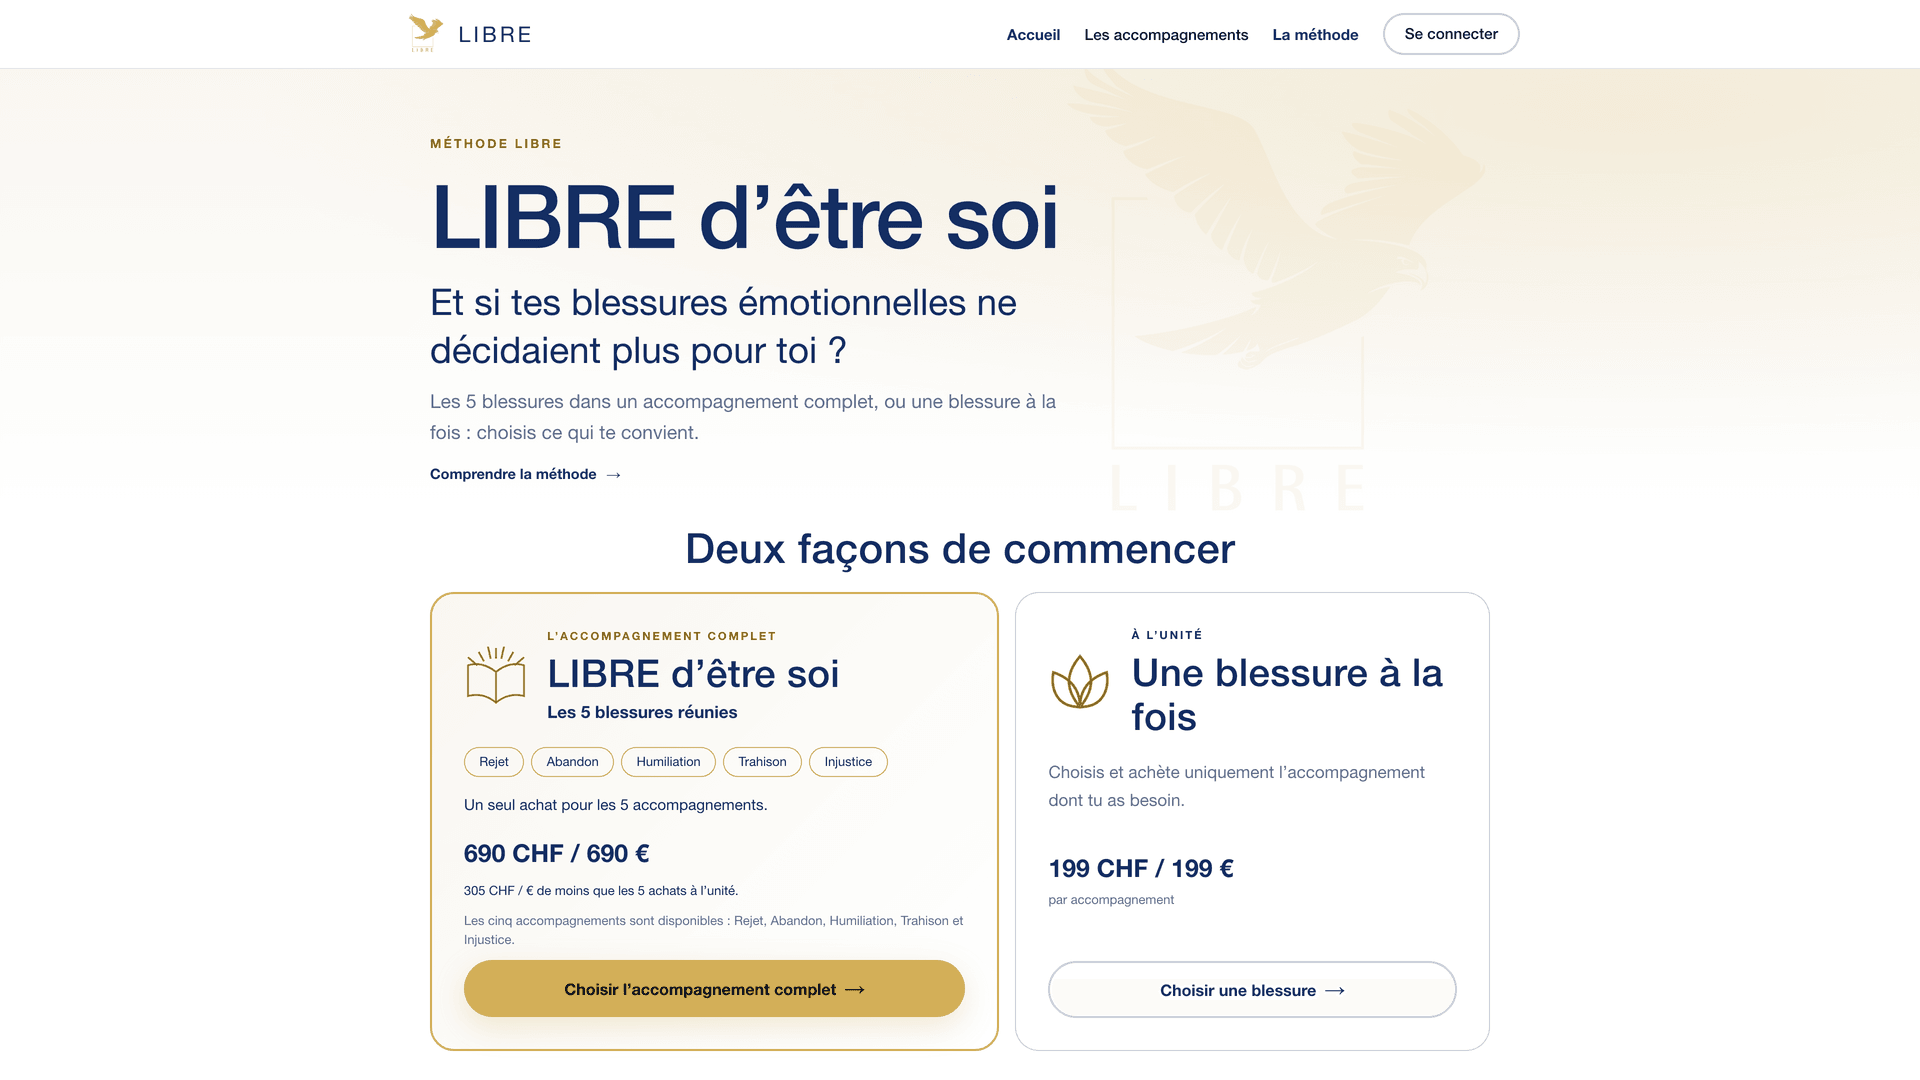 LIBRE
LIBRE
Accueil
Les accompagnements
La méthode
Se connecter
MÉTHODE LIBRE
LIBRE d’être soi
Et si tes blessures émotionnelles ne
décidaient plus pour toi ?
Les 5 blessures dans un accompagnement complet, ou une blessure à la
fois : choisis ce qui te convient.
Comprendre la méthode →
LIBRE
Deux façons de commencer
L’ACCOMPAGNEMENT COMPLET
LIBRE d’être soi
Les 5 blessures réunies
Rejet
Abandon
Humiliation
Trahison
Injustice
Un seul achat pour les 5 accompagnements.
690 CHF / 690 €
305 CHF / € de moins que les 5 achats à l’unité.
Les cinq accompagnements sont disponibles : Rejet, Abandon, Humiliation, Trahison et
Injustice.
Choisir l’accompagnement complet →
À L’UNITÉ
Une blessure à la
fois
Choisis et achète uniquement l’accompagnement
dont tu as besoin.
199 CHF / 199 €
par accompagnement
Choisir une blessure →